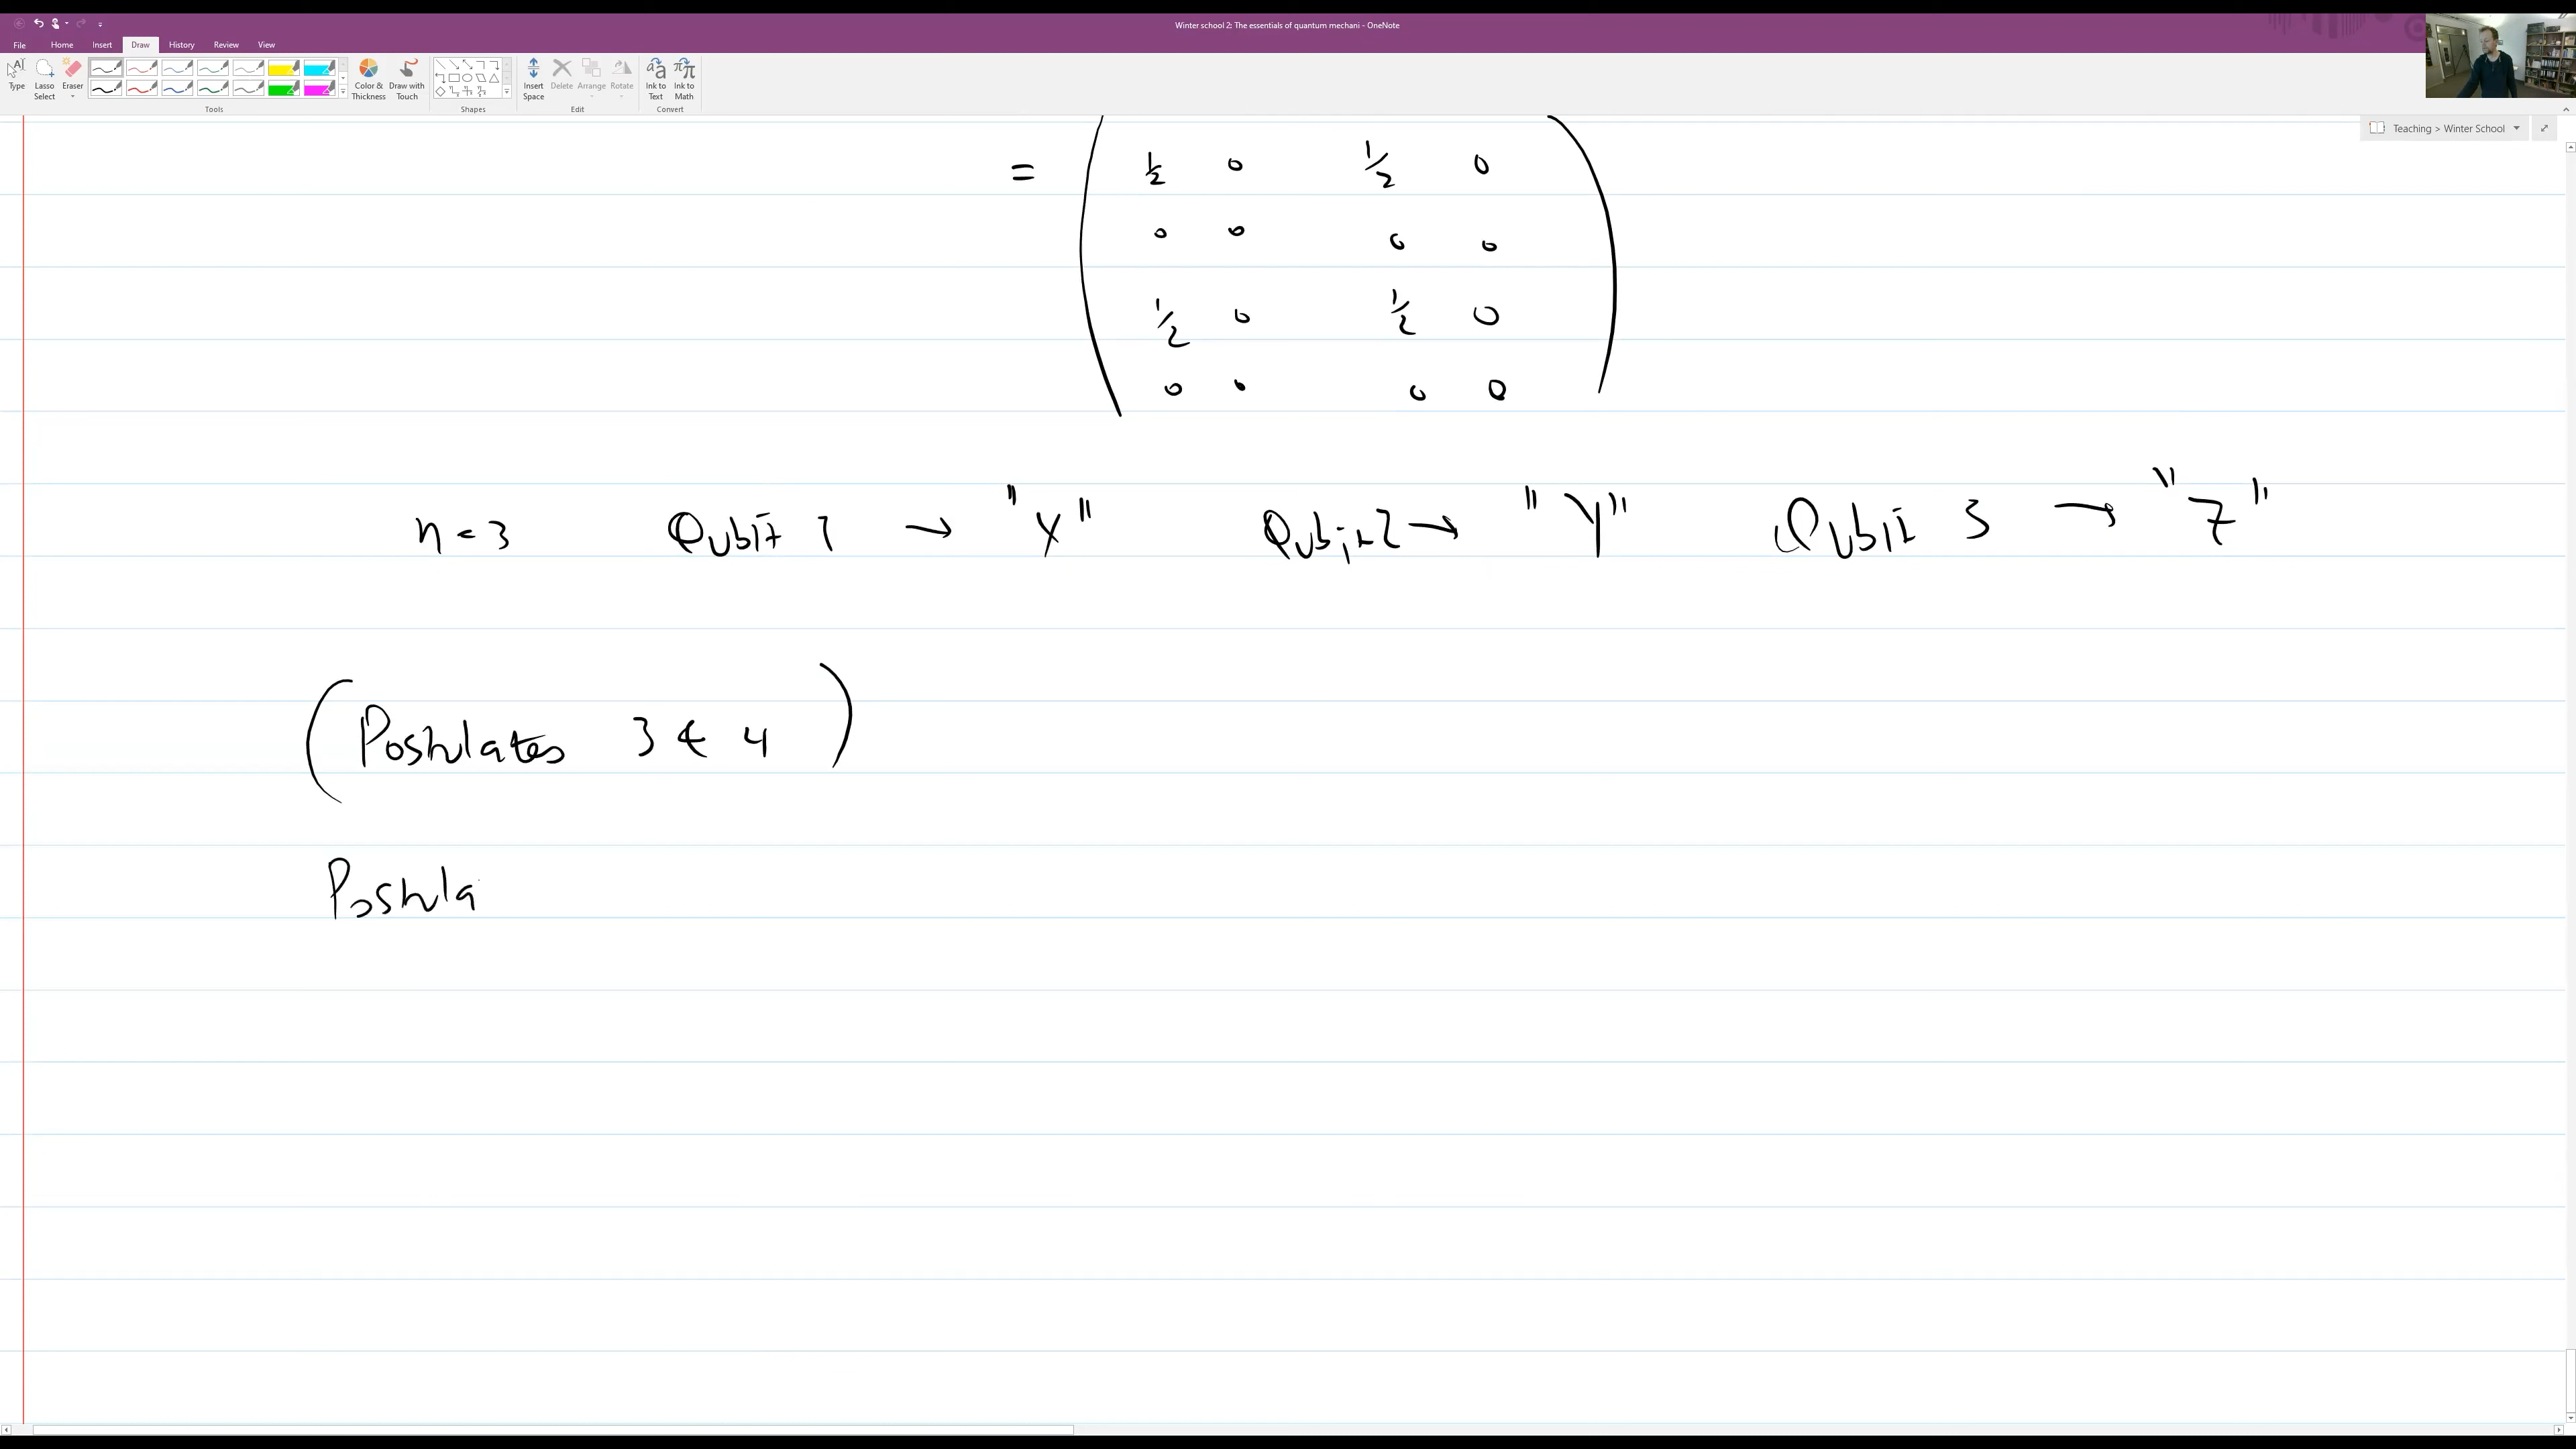 Winter school 2: The essentials of quantum mechani - OneNote
File Home Insert Draw History Review View
Type Lasso Select Eraser Color & Thickness Draw with Touch Insert Space Delete Arrange Rotate Ink to Text Ink to Math
Tools Shapes Edit Convert
Teaching > Winter School
= ( 1/2 0 1/2 0
0 0 0 0
1/2 0 1/2 0
0 0 0 0 )
n = 3 Qubit 1 → "X" Qubit 2 → "Y" Qubit 3 → "Z"
(Postulates 3 & 4)
Postula